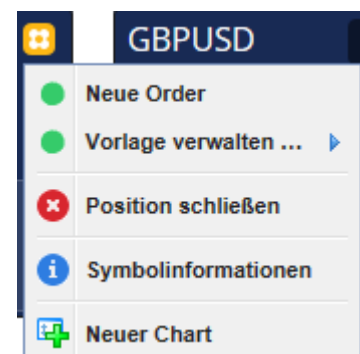 GBPUSD
Neue Order
Vorlage verwalten ...
Position schließen
Symbolinformationen
Neuer Chart